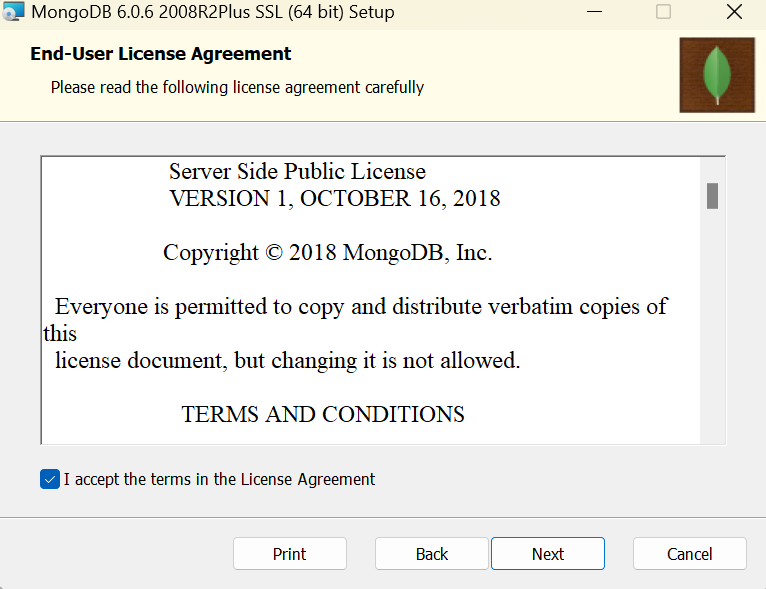 MongoDB 6.0.6 2008R2Plus SSL (64 bit) Setup
End-User License Agreement
Please read the following license agreement carefully
Server Side Public License
VERSION 1, OCTOBER 16, 2018
Copyright © 2018 MongoDB, Inc.
Everyone is permitted to copy and distribute verbatim copies of
this
license document, but changing it is not allowed.
TERMS AND CONDITIONS
I accept the terms in the License Agreement
Print Back Next Cancel